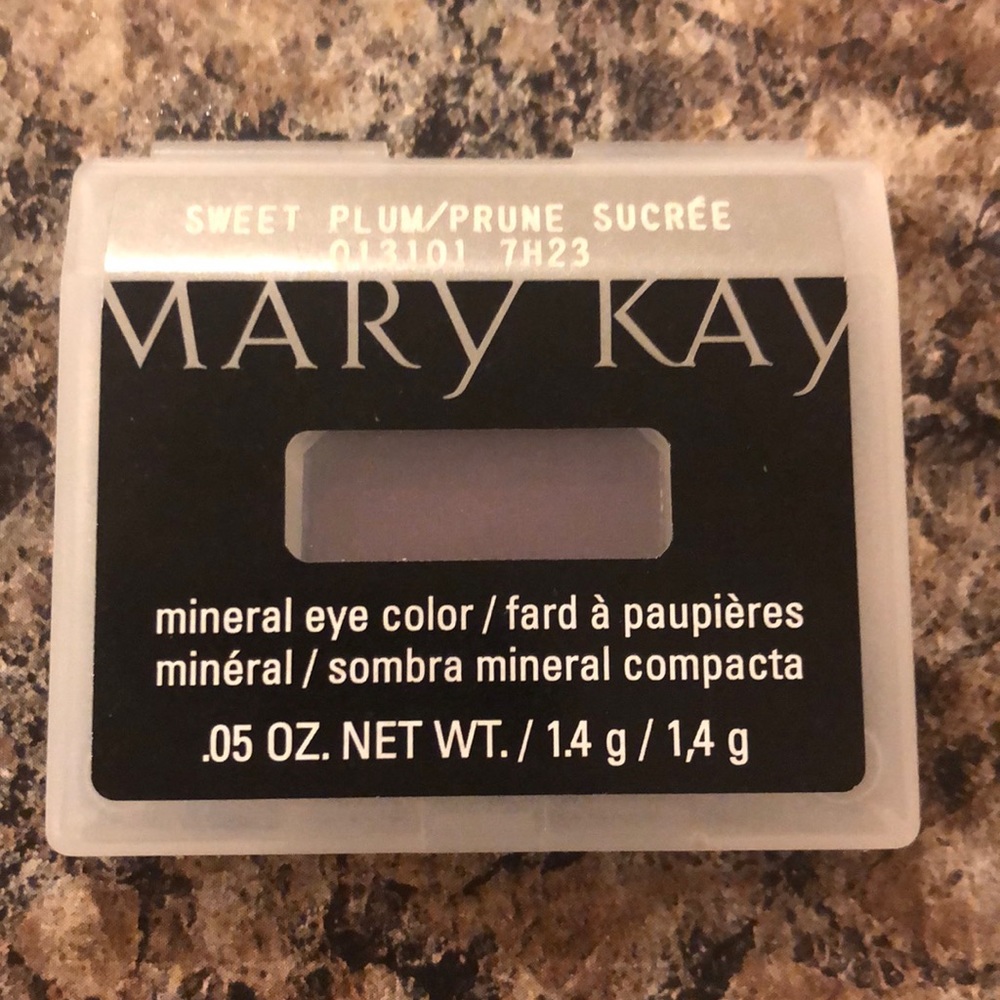 SWEET PLUM/PRUNE SUCRÉE
013101 7H23
MARY KAY
mineral eye color / fard à paupières
minéral / sombra mineral compacta
.05 OZ. NET WT. / 1.4 g / 1,4 g